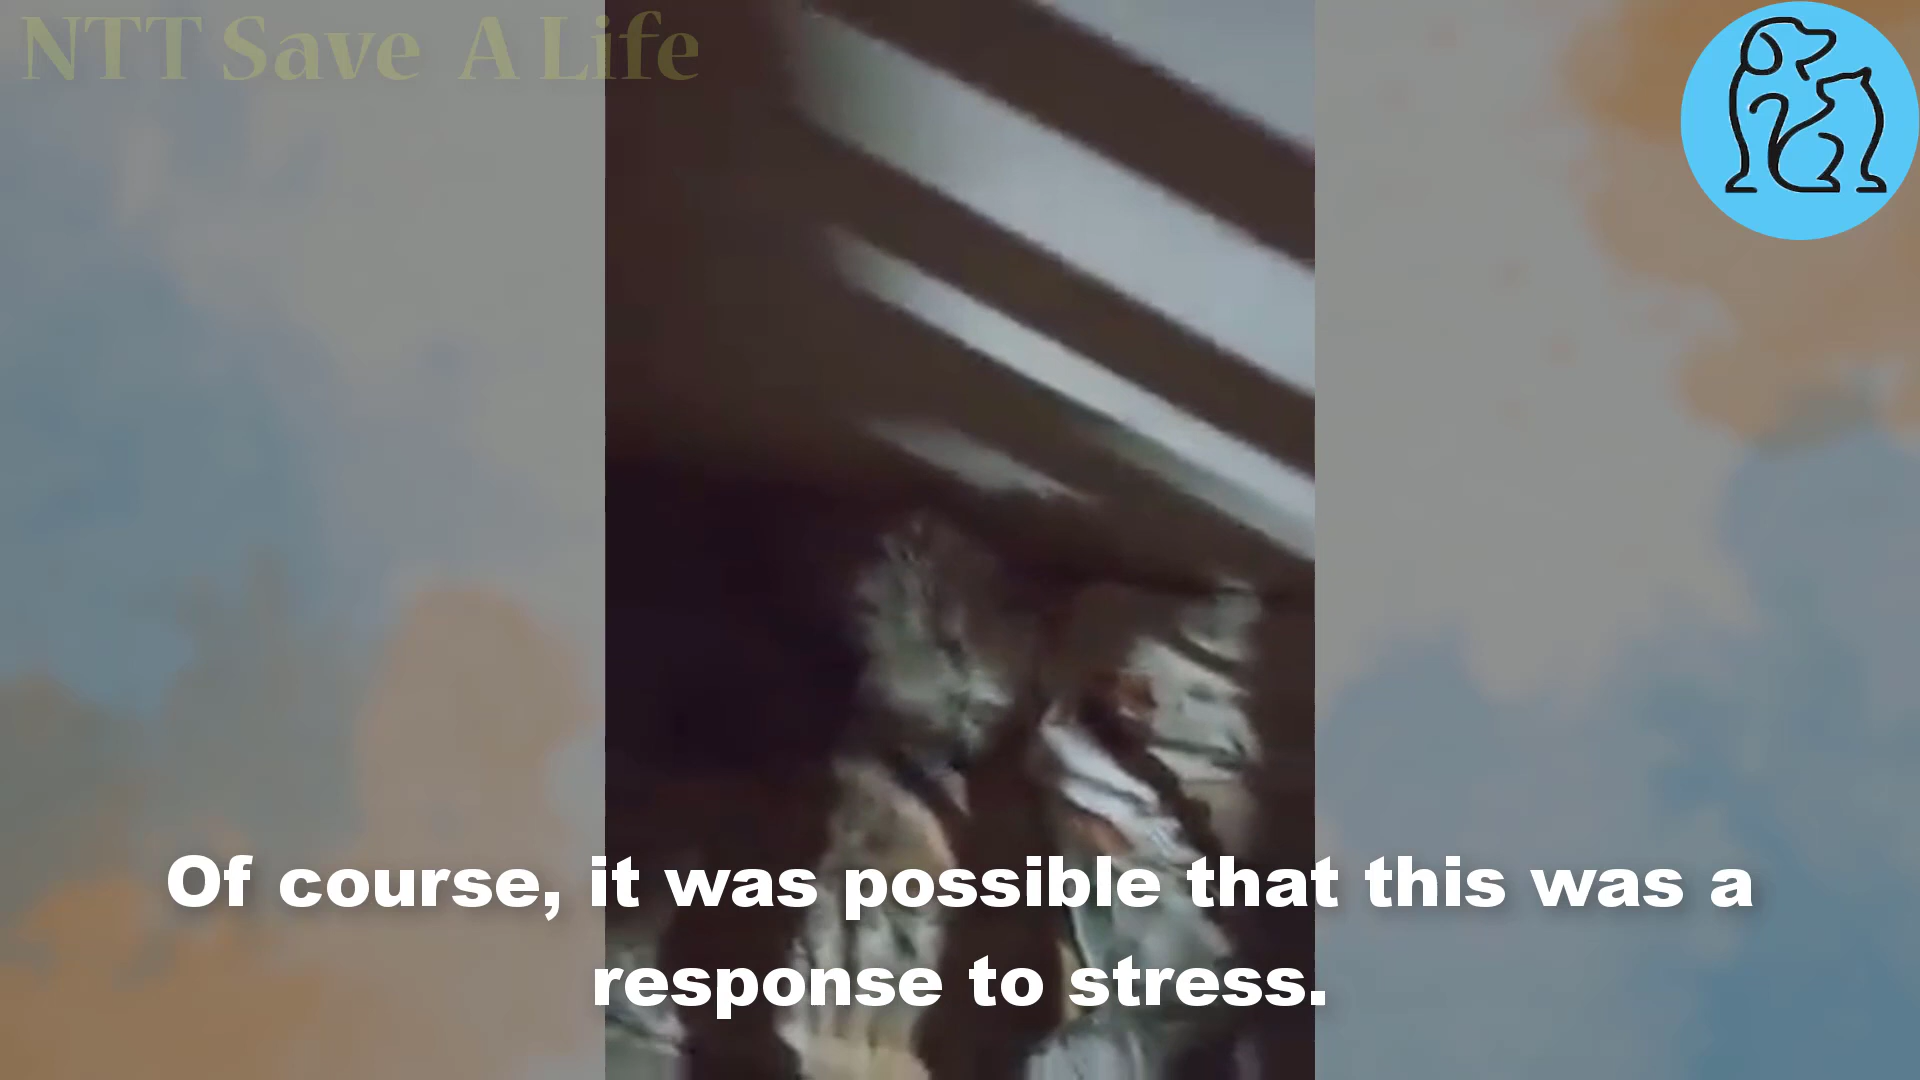 NTT Save A Life
Of course, it was possible that this was a
response to stress.